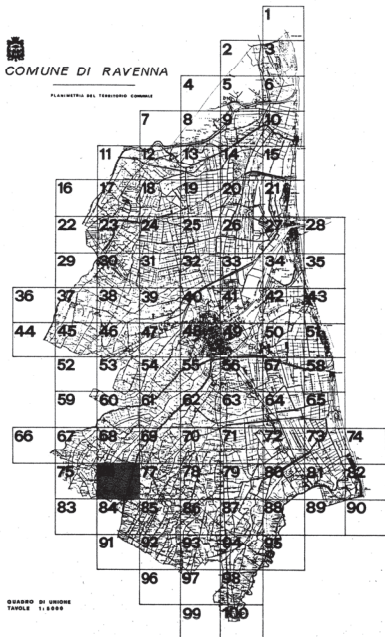 COMUNE DI RAVENNA
PLANIMETRIA DEL TERRITORIO COMUNALE
1
2 3
4 5 6
7 8 9 10
11 12 13 14 15
16 17 18 19 20 21
22 23 24 25 26 27 28
29 30 31 32 33 34 35
36 37 38 39 40 41 42 43
44 45 46 47 48 49 50 51
52 53 54 55 56 57 58
59 60 61 62 63 64 65
66 67 68 69 70 71 72 73 74
75 77 78 79 80 81 82
83 84 85 86 87 88 89 90
91 92 93 94 95
96 97 98
99 100
QUADRO DI UNIONE
TAVOLE 1:5000